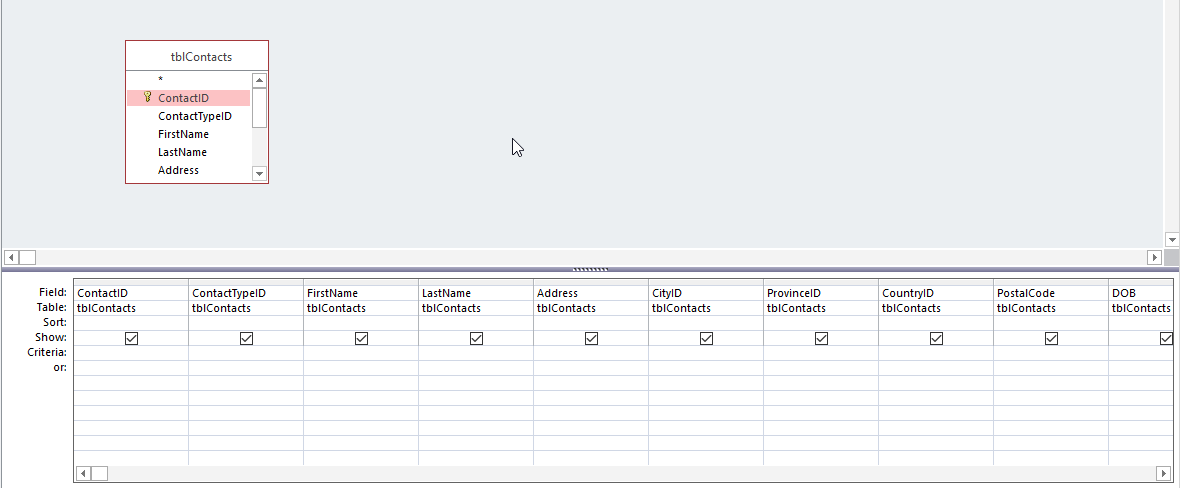 tblContacts
*
ContactID
ContactTypeID
FirstName
LastName
Address
Field: ContactID ContactTypeID FirstName LastName Address CityID ProvinceID CountryID PostalCode DOB
Table: tblContacts tblContacts tblContacts tblContacts tblContacts tblContacts tblContacts tblContacts tblContacts tblContacts
Sort:
Show:
Criteria:
or: